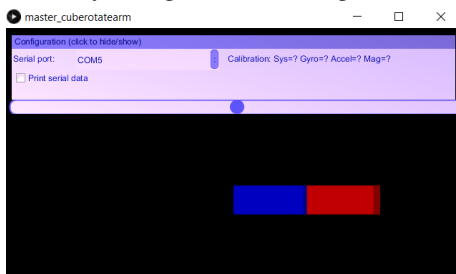 master_cuberotatearm
Configuration (click to hide/show)
Serial port: COM5 : Calibration: Sys=? Gyro=? Accel=? Mag=?
Print serial data